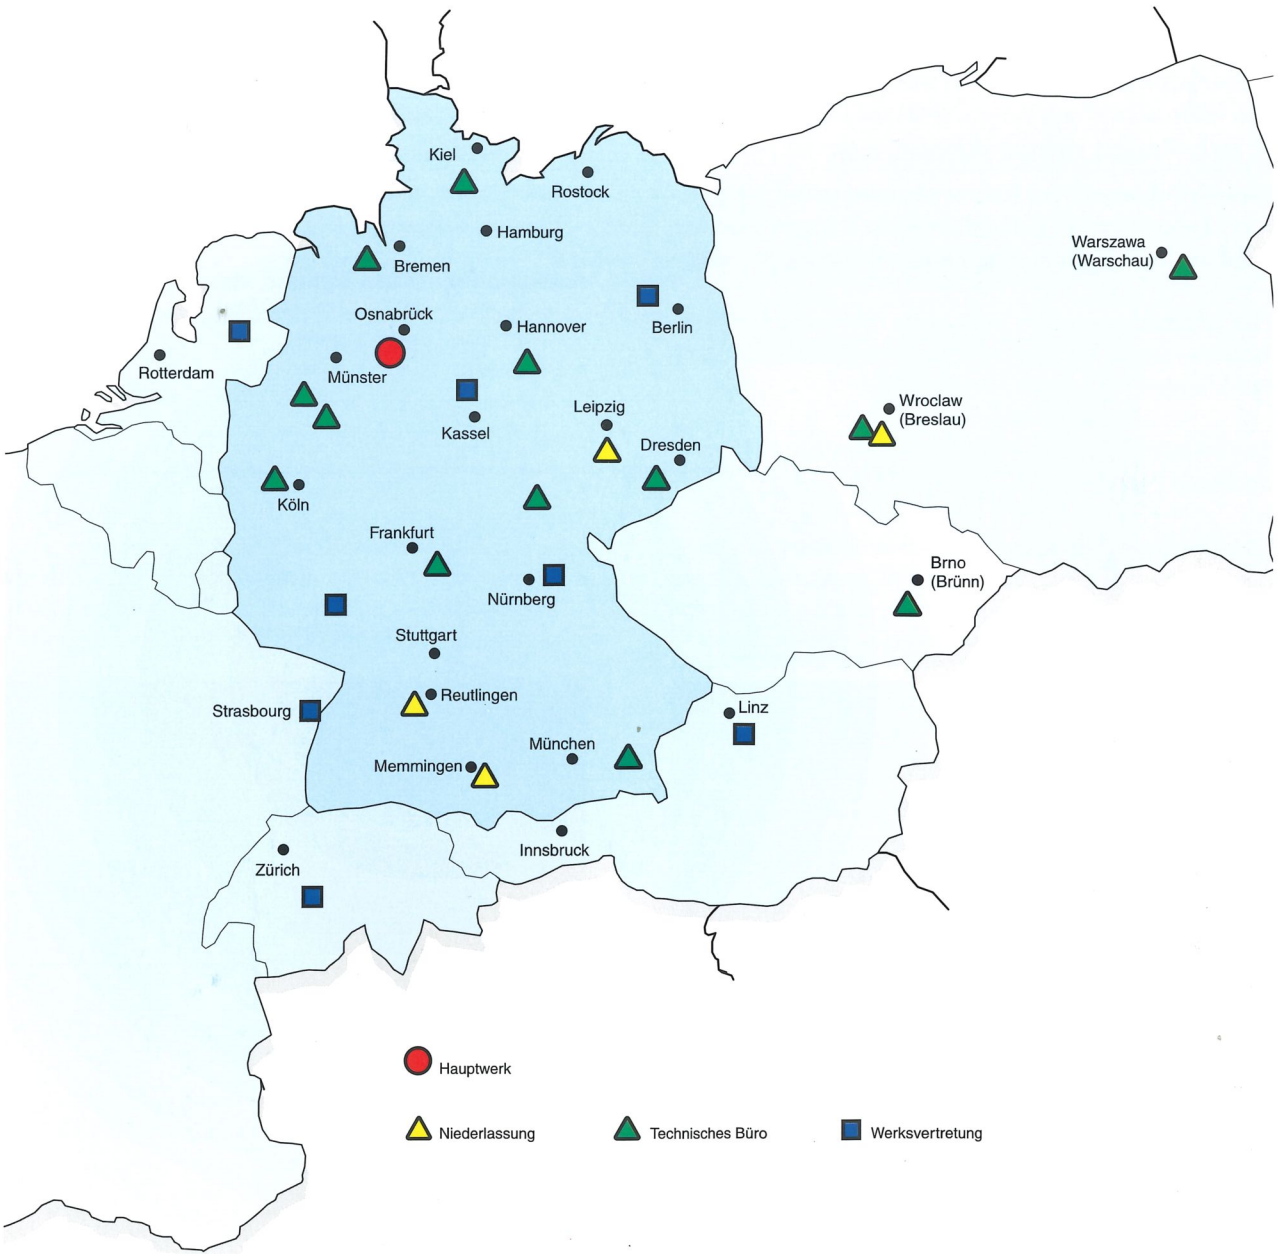 Kiel
Rostock
Hamburg
Bremen
Warszawa
(Warschau)
Osnabrück
Hannover
Berlin
Rotterdam
Münster
Kassel
Leipzig
Wroclaw
(Breslau)
Dresden
Köln
Frankfurt
Nürnberg
Brno
(Brünn)
Stuttgart
Reutlingen
Strasbourg
Linz
München
Memmingen
Innsbruck
Zürich
Hauptwerk
Niederlassung
Technisches Büro
Werksvertretung